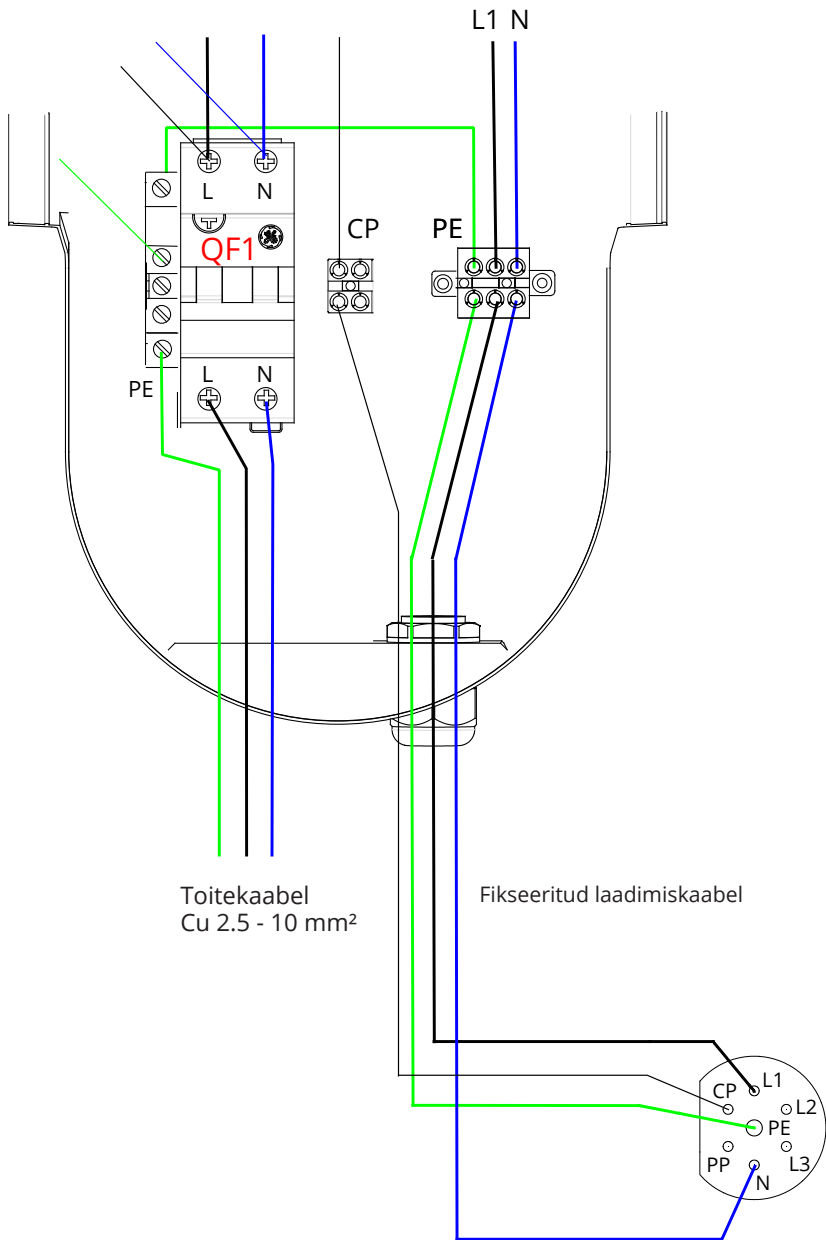 L1 N
L
N
QF1
CP
PE
L
N
PE
Toitekaabel
Cu 2.5 - 10 mm²
Fikseeritud laadimiskaabel
L1
CP
L2
PE
PP
L3
N